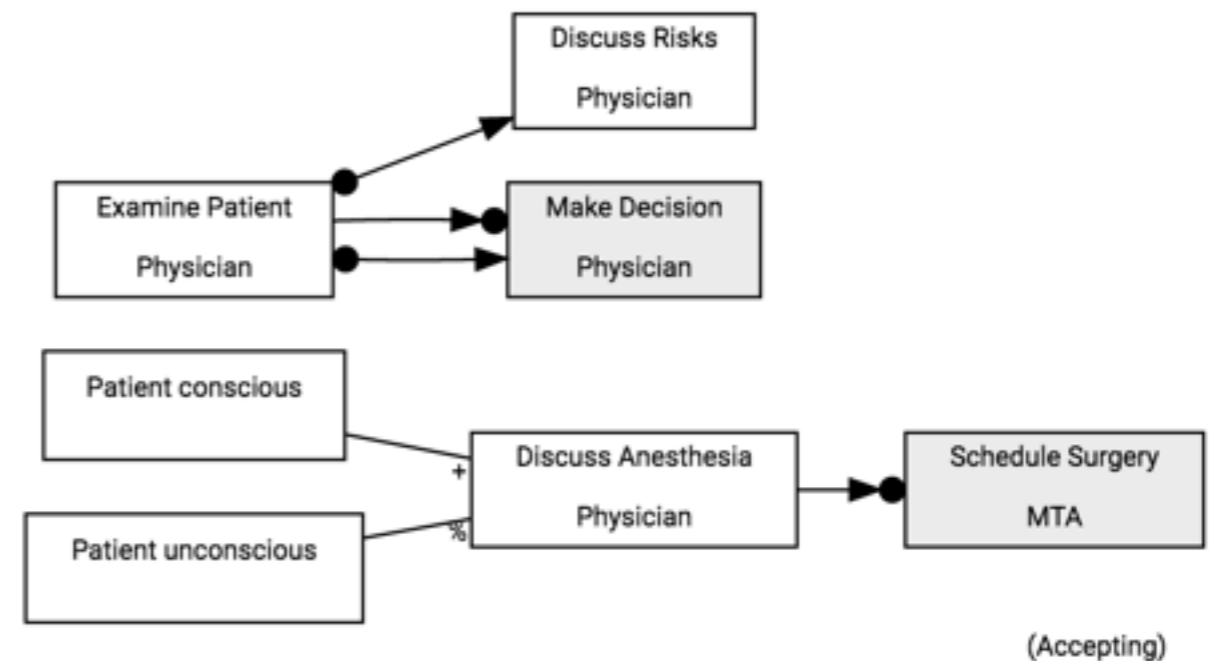 Discuss Risks
Physician
Examine Patient
Physician
Make Decision
Physician
Patient conscious
+
Discuss Anesthesia
Physician
Schedule Surgery
MTA
Patient unconscious
%
(Accepting)